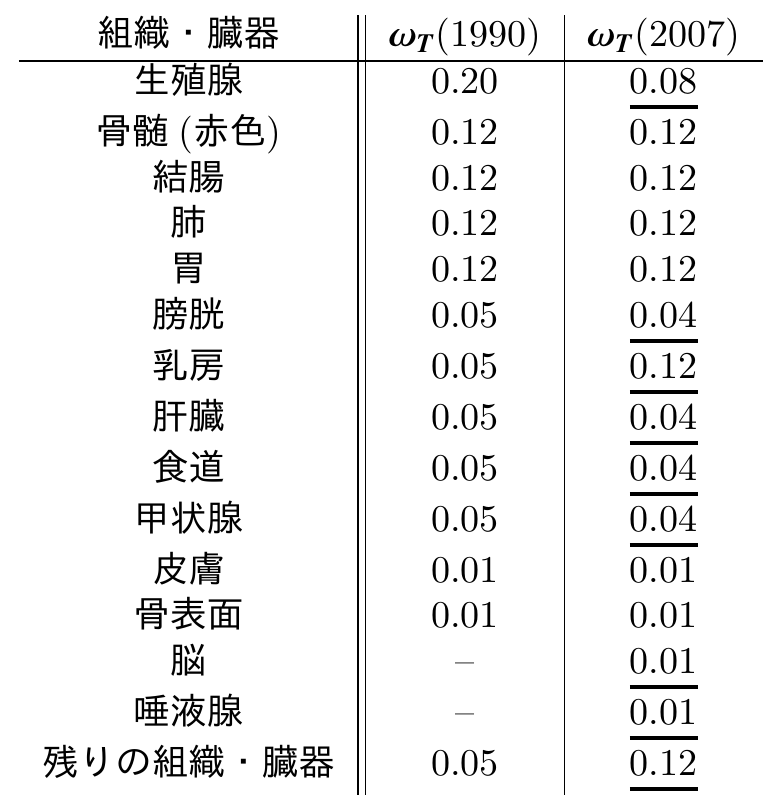 組織・臓器 ω_T(1990) ω_T(2007)
生殖腺 0.20 0.08
骨髄 (赤色) 0.12 0.12
結腸 0.12 0.12
肺 0.12 0.12
胃 0.12 0.12
膀胱 0.05 0.04
乳房 0.05 0.12
肝臓 0.05 0.04
食道 0.05 0.04
甲状腺 0.05 0.04
皮膚 0.01 0.01
骨表面 0.01 0.01
脳 – 0.01
唾液腺 – 0.01
残りの組織・臓器 0.05 0.12